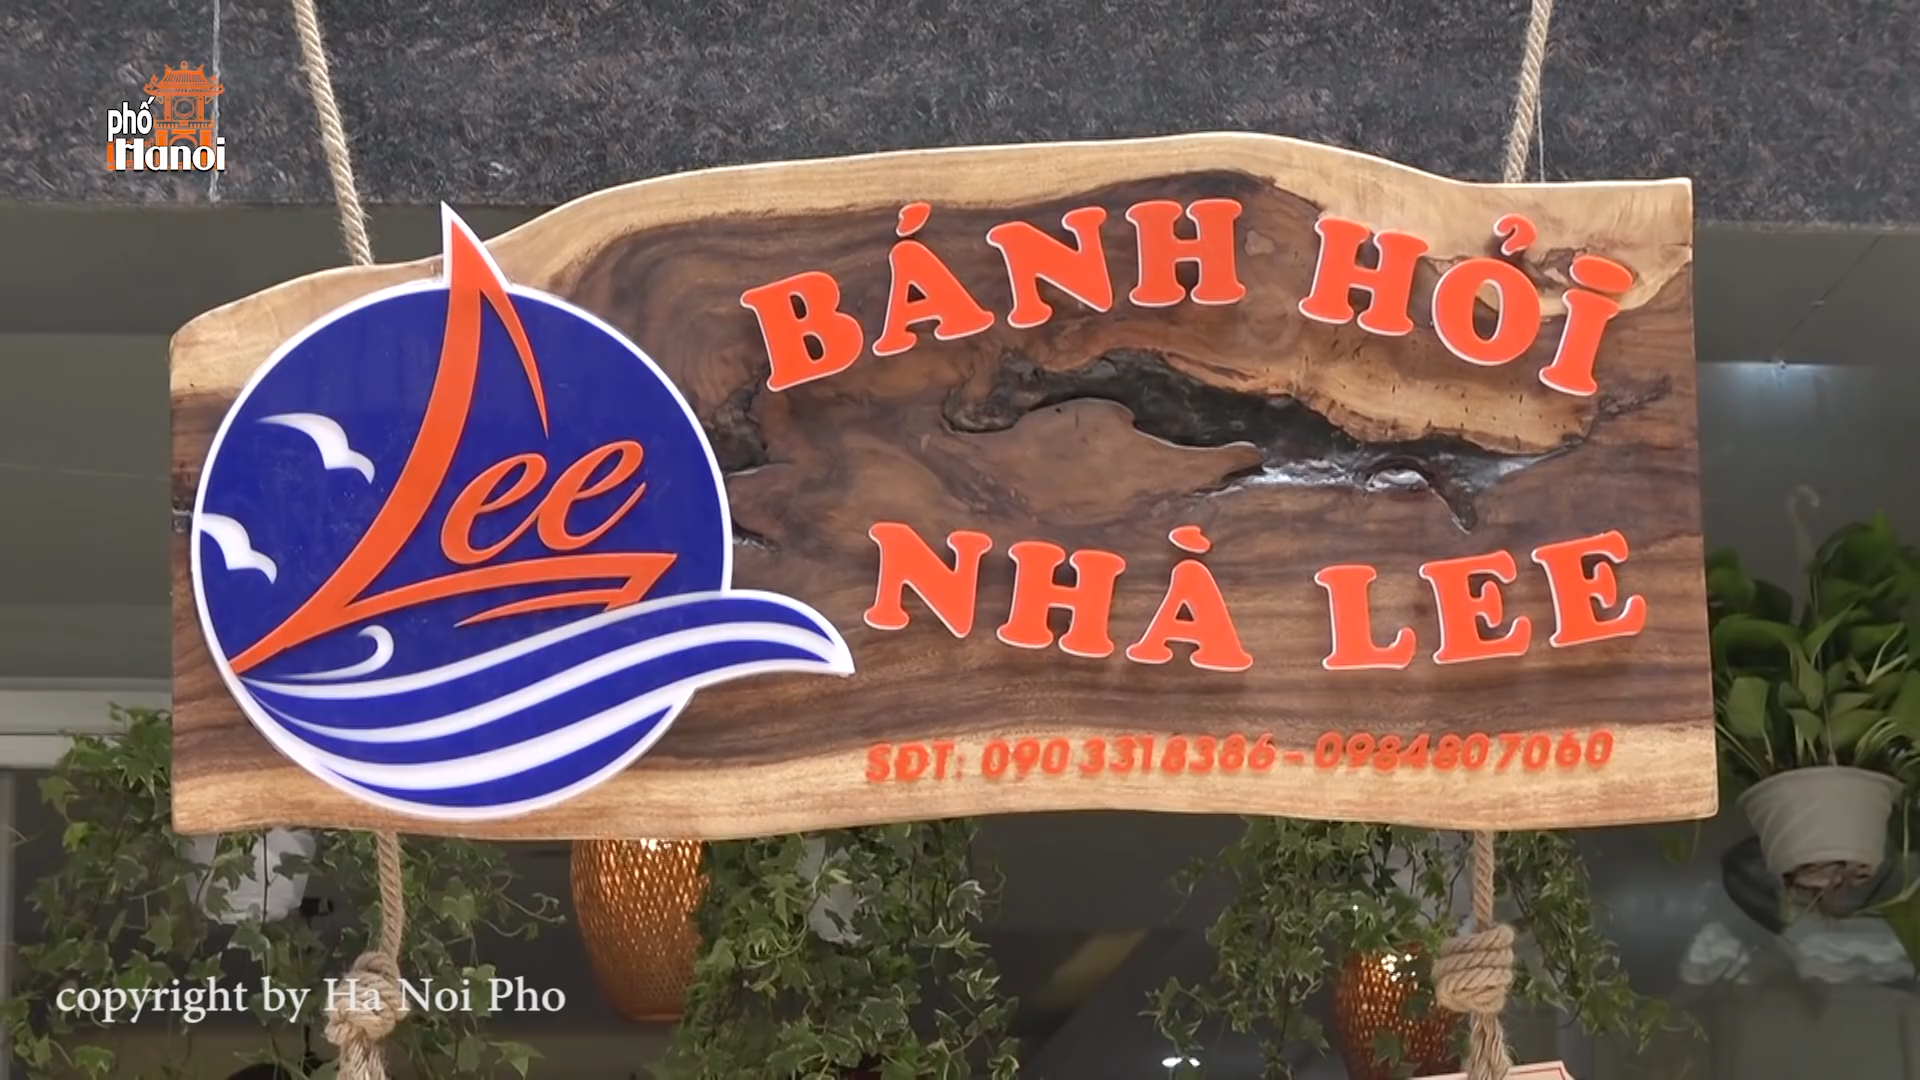 phố
Hanoi
BÁNH HỎI
Lee
NHÀ LEE
SĐT: 090 3318386 - 0984807060
copyright by Ha Noi Pho